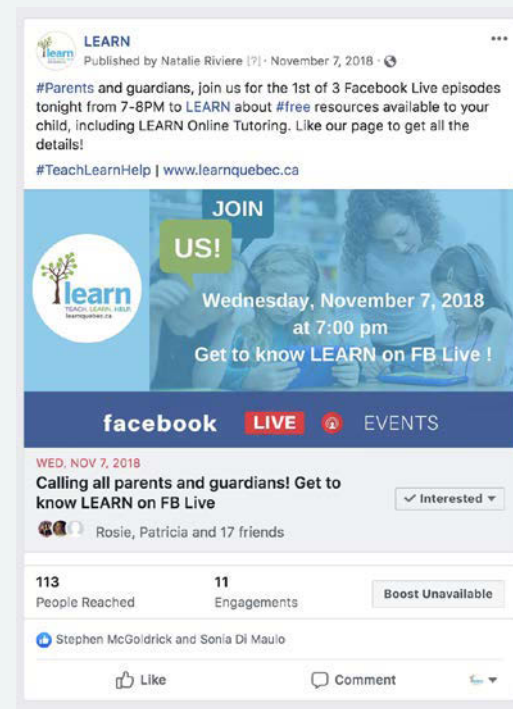 LEARN
Published by Natalie Riviere [?] · November 7, 2018 ·
#Parents and guardians, join us for the 1st of 3 Facebook Live episodes
tonight from 7-8PM to LEARN about #free resources available to your
child, including LEARN Online Tutoring. Like our page to get all the
details!
#TeachLearnHelp | www.learnquebec.ca
JOIN
US!
learn
TEACH. LEARN. HELP.
learnquebec.ca
Wednesday, November 7, 2018
at 7:00 pm
Get to know LEARN on FB Live !
facebook LIVE EVENTS
WED, NOV 7, 2018
Calling all parents and guardians! Get to
know LEARN on FB Live
Interested
Rosie, Patricia and 17 friends
113
People Reached
11
Engagements
Boost Unavailable
Stephen McGoldrick and Sonia Di Maulo
Like
Comment